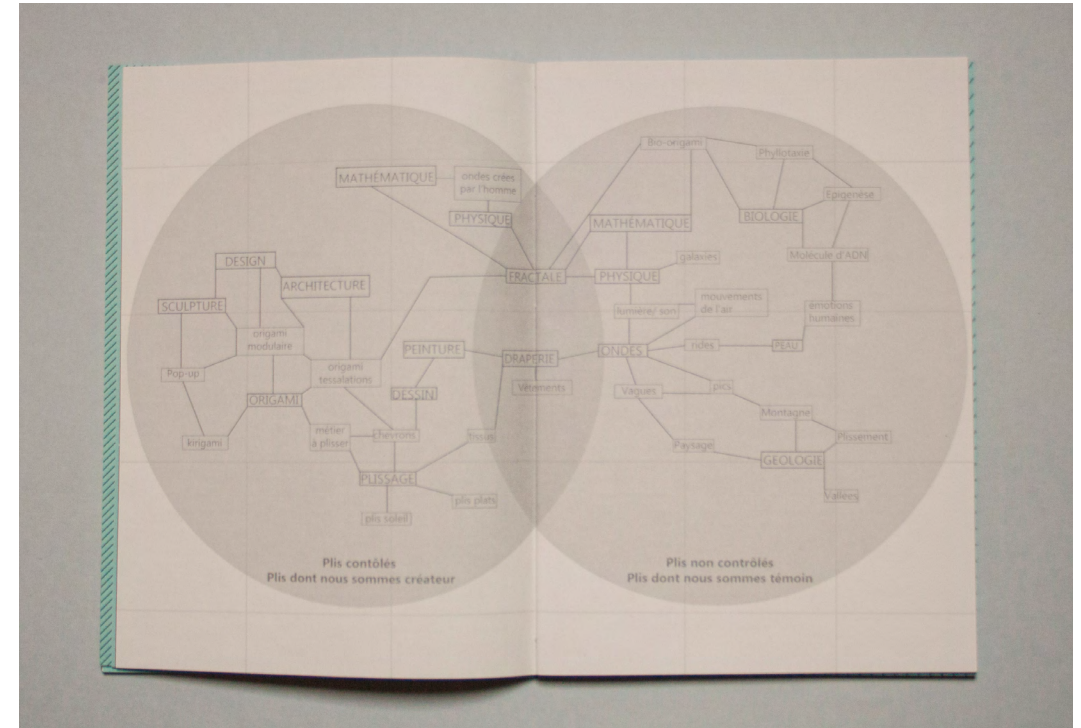 MATHÉMATIQUE
ondes crées
par l'homme
PHYSIQUE
DESIGN
ARCHITECTURE
SCULPTURE
origami
modulaire
Pop-up
origami
tessalations
ORIGAMI
kirigami
métier
à plisser
chevrons
PEINTURE
DESSIN
PLISSAGE
tissus
plis plats
plis soleil
FRACTALE
DRAPERIE
Vêtements
Plis contôlés
Plis dont nous sommes créateur
Bio-origami
Phyllotaxie
Epigenèse
BIOLOGIE
MATHÉMATIQUE
Molécule d'ADN
galaxies
PHYSIQUE
mouvements
de l'air
lumière/ son
émotions
humaines
ONDES
rides
PEAU
Vagues
pics
Montagne
Plissement
Paysage
GÉOLOGIE
Vallées
Plis non contrôlés
Plis dont nous sommes témoin